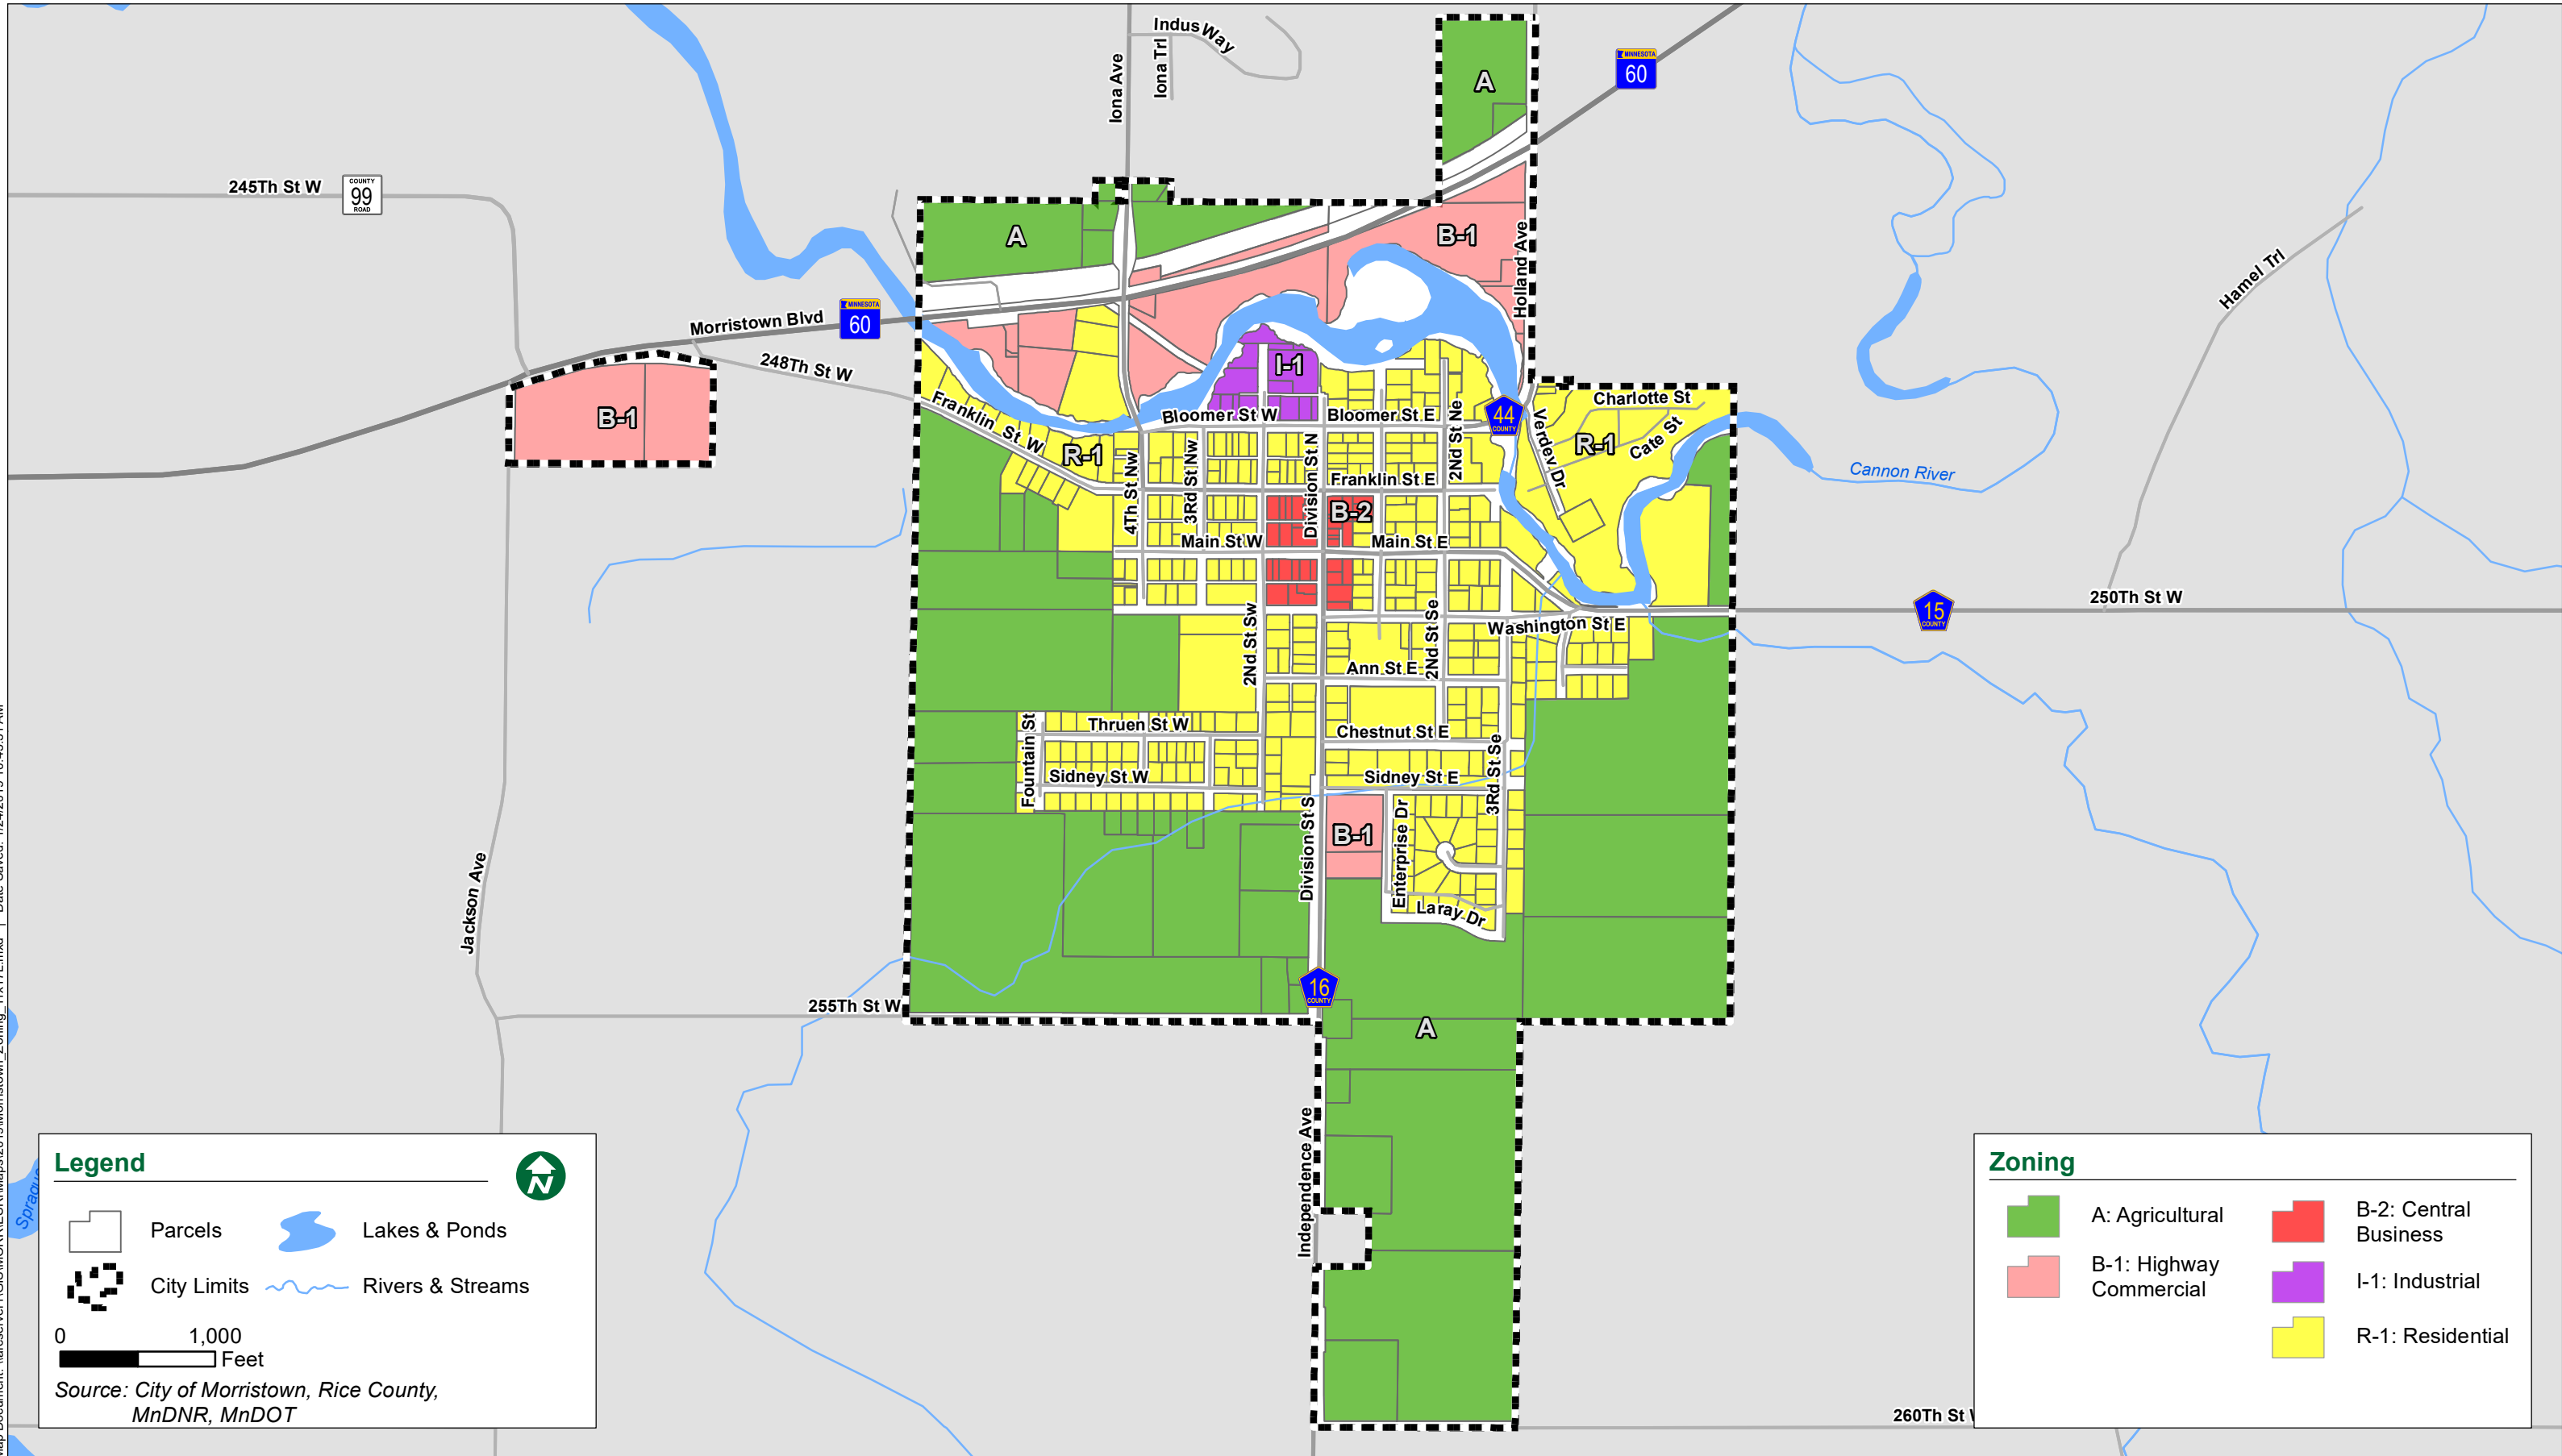 Indus Way
Iona Ave
Iona Trl
A
MINNESOTA
60
245Th St W
COUNTY
99
ROAD
A
B-1
Holland Ave
Hamel Trl
MINNESOTA
60
Morristown Blvd
248Th St W
B-1
I-1
Franklin St W
Bloomer St W
Bloomer St E
2Nd St Ne
44
COUNTY
Verdev Dr
Charlotte St
Cate St
R-1
R-1
Cannon River
4Th St Nw
3Rd St Nw
Division St N
Franklin St E
B-2
Main St W
Main St E
250Th St W
15
COUNTY
2Nd St Sw
2Nd St Se
Washington St E
Ann St E
Fountain St
Thruen St W
Chestnut St E
Sidney St W
Sidney St E
3Rd St Se
Division St S
B-1
Enterprise Dr
Laray Dr
Jackson Ave
16
COUNTY
255Th St W
A
Independence Ave
260Th St
Legend
N
Parcels
Lakes & Ponds
City Limits
Rivers & Streams
0 1,000
Feet
Source: City of Morristown, Rice County,
MnDNR, MnDOT
Zoning
A: Agricultural
B-1: Highway
Commercial
B-2: Central
Business
I-1: Industrial
R-1: Residential